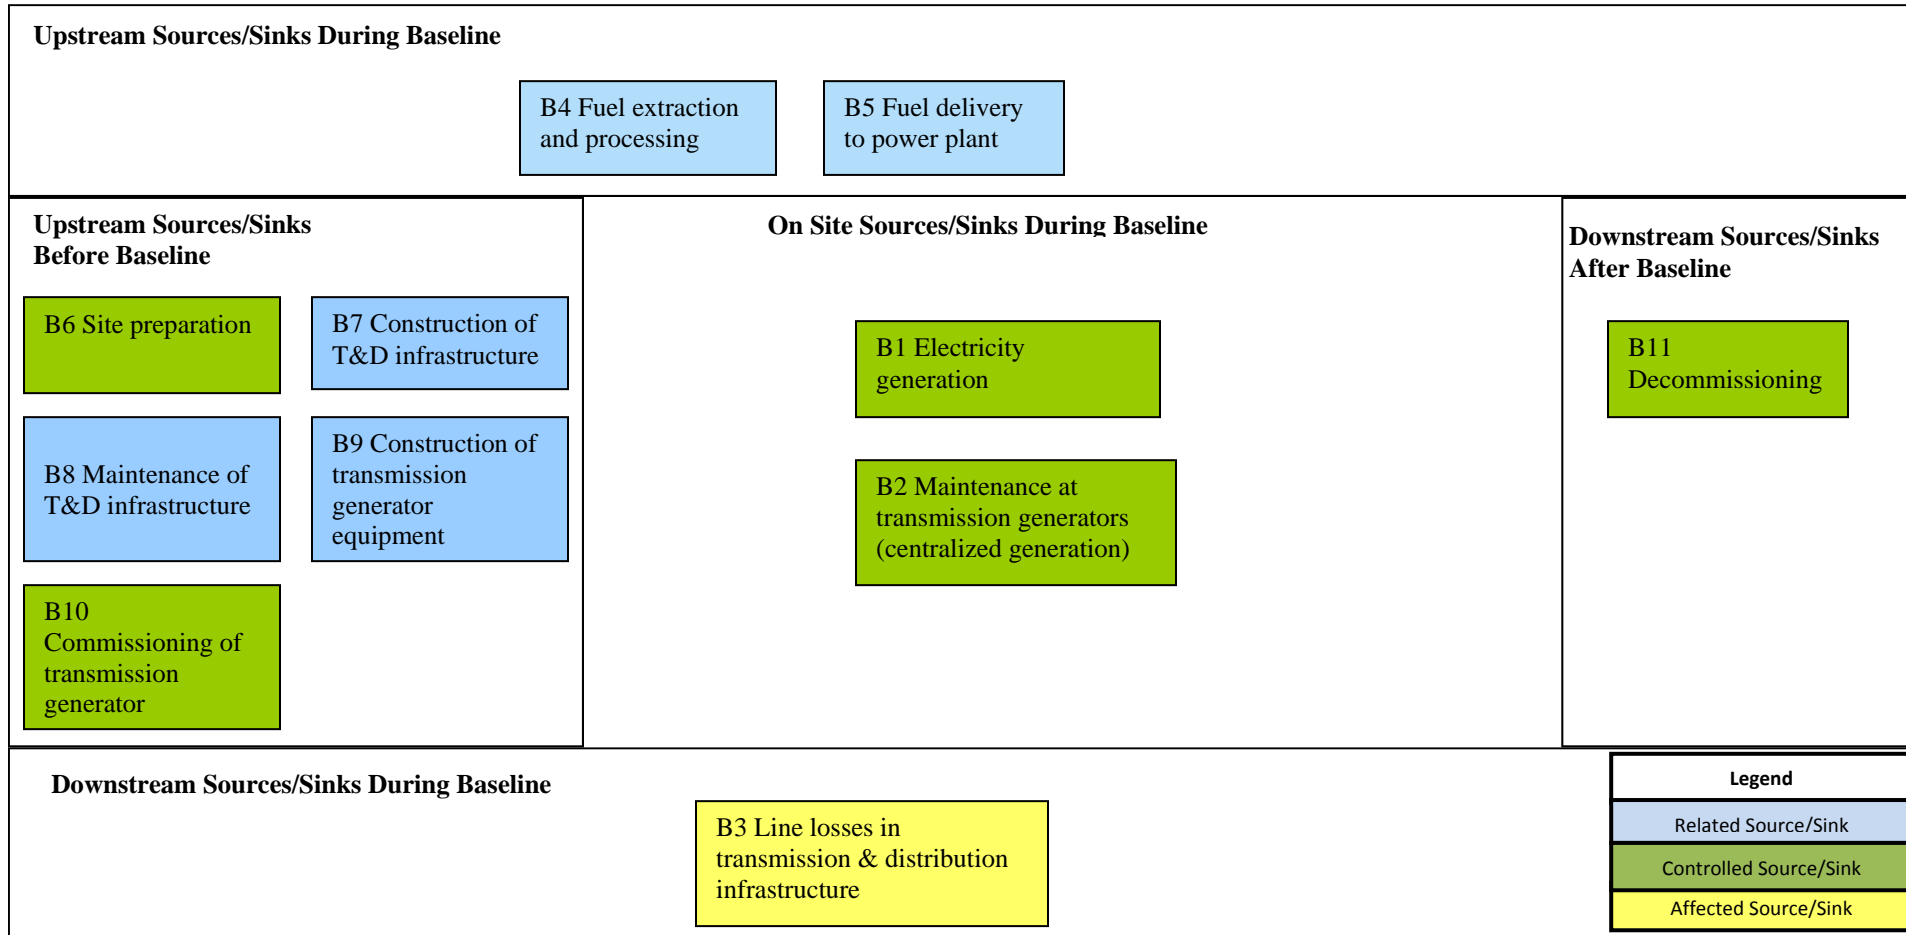 Upstream Sources/Sinks During Baseline
B4 Fuel extraction
and processing
B5 Fuel delivery
to power plant
Upstream Sources/Sinks
Before Baseline
B6 Site preparation
B7 Construction of
T&D infrastructure
B8 Maintenance of
T&D infrastructure
B9 Construction of
transmission
generator
equipment
B10
Commissioning of
transmission
generator
On Site Sources/Sinks During Baseline
B1 Electricity
generation
B2 Maintenance at
transmission generators
(centralized generation)
Downstream Sources/Sinks
After Baseline
B11
Decommissioning
Downstream Sources/Sinks During Baseline
B3 Line losses in
transmission & distribution
infrastructure
Legend
Related Source/Sink
Controlled Source/Sink
Affected Source/Sink